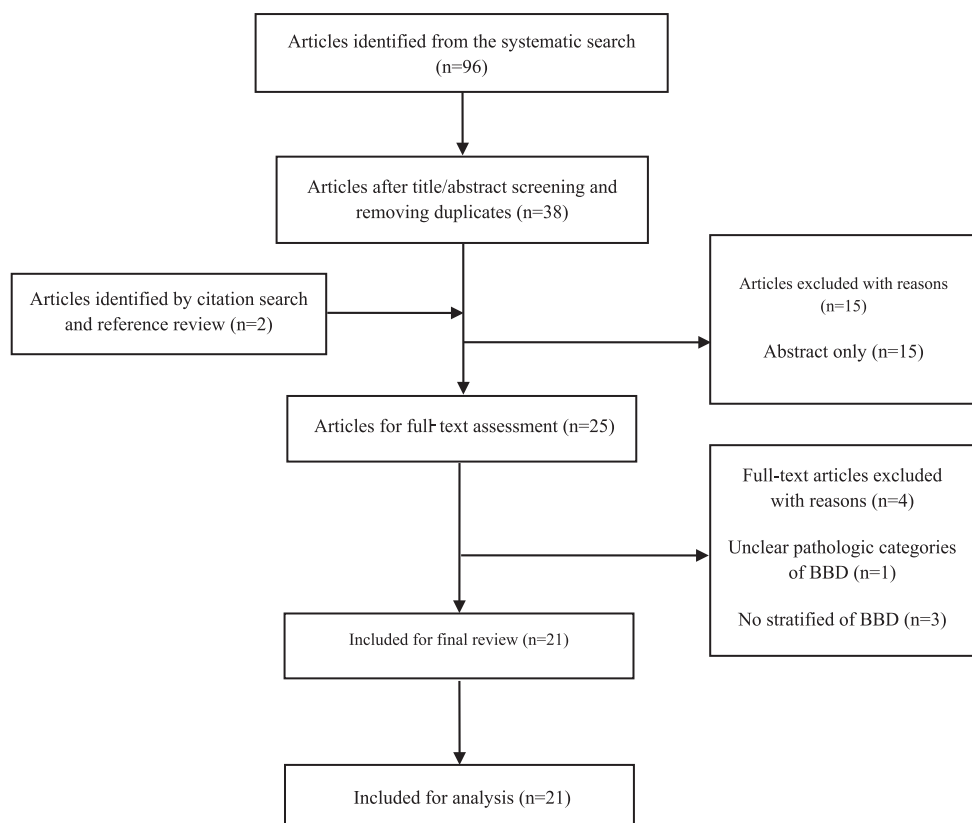 Articles identified from the systematic search
(n=96)
Articles after title/abstract screening and
removing duplicates (n=38)
Articles identified by citation search
and reference review (n=2)
Articles excluded with reasons
(n=15)
Abstract only (n=15)
Articles for full-text assessment (n=25)
Full-text articles excluded
with reasons (n=4)
Unclear pathologic categories
of BBD (n=1)
No stratified of BBD (n=3)
Included for final review (n=21)
Included for analysis (n=21)